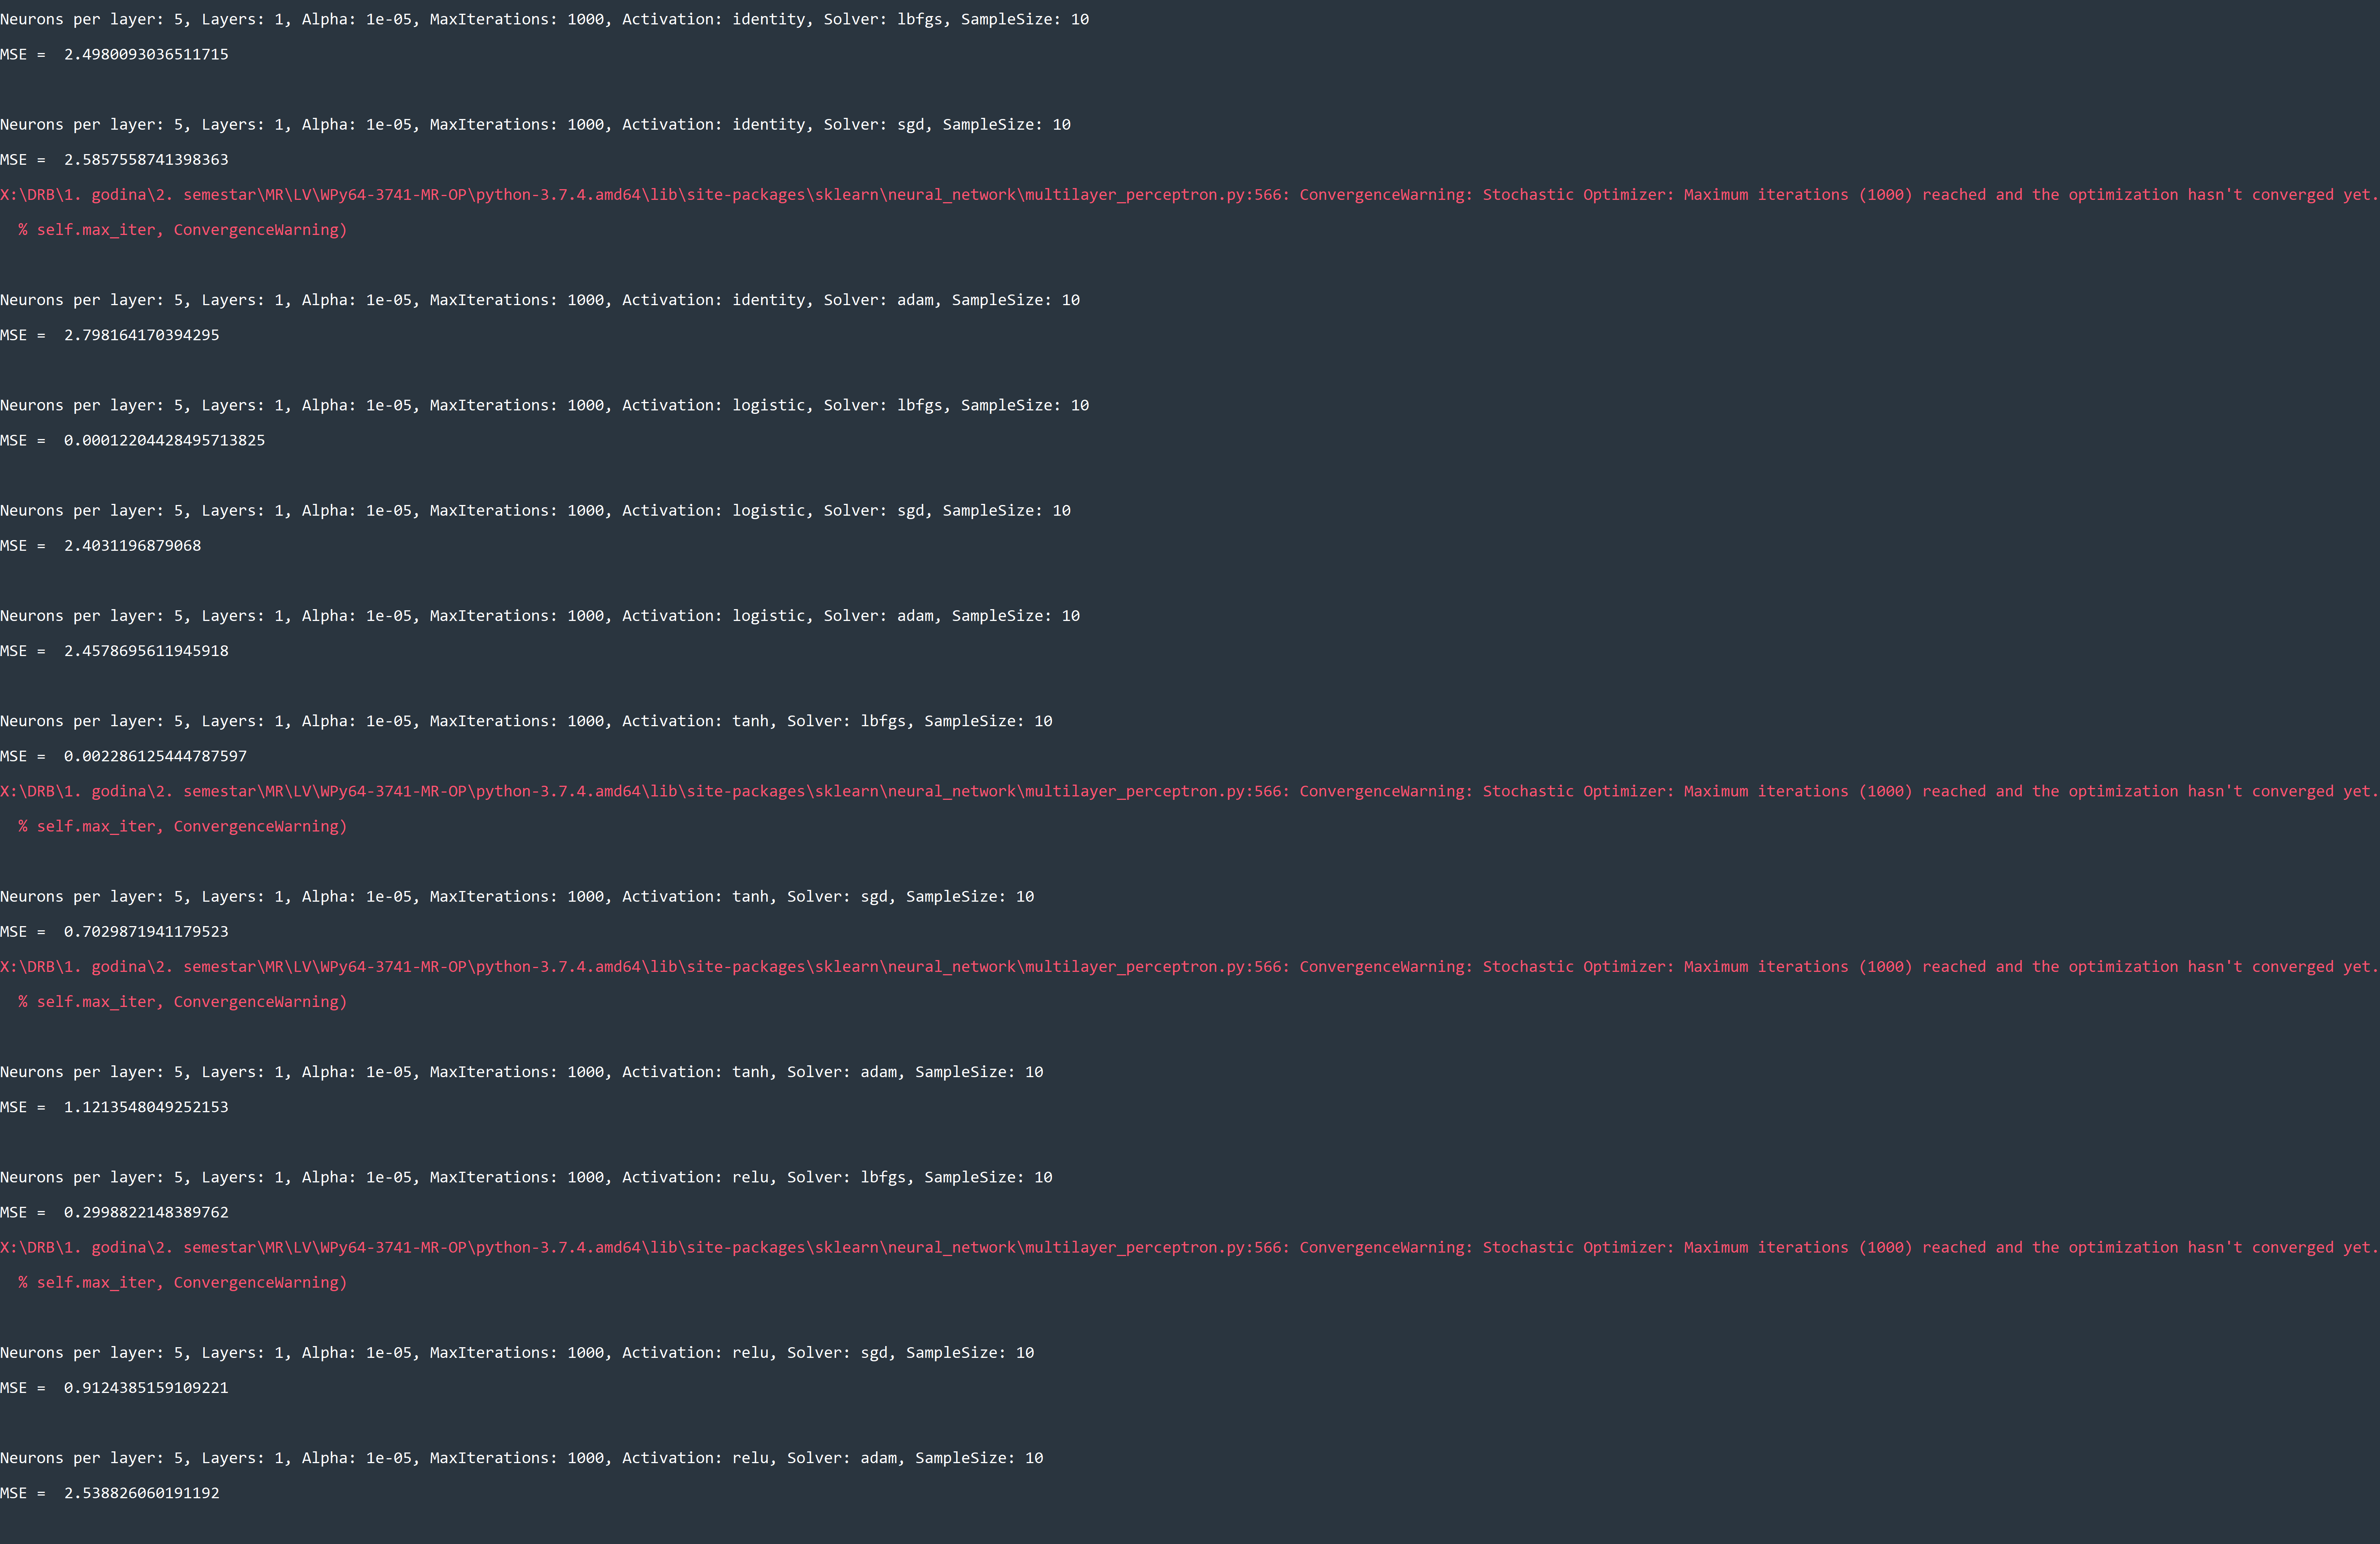 Neurons per layer: 5, Layers: 1, Alpha: 1e-05, MaxIterations: 1000, Activation: identity, Solver: lbfgs, SampleSize: 10
MSE =  2.4980093036511715
Neurons per layer: 5, Layers: 1, Alpha: 1e-05, MaxIterations: 1000, Activation: identity, Solver: sgd, SampleSize: 10
MSE =  2.5857558741398363
X:\DRB\1. godina\2. semestar\MR\LV\WPy64-3741-MR-OP\python-3.7.4.amd64\lib\site-packages\sklearn\neural_network\multilayer_perceptron.py:566: ConvergenceWarning: Stochastic Optimizer: Maximum iterations (1000) reached and the optimization hasn't converged yet.
  % self.max_iter, ConvergenceWarning)
Neurons per layer: 5, Layers: 1, Alpha: 1e-05, MaxIterations: 1000, Activation: identity, Solver: adam, SampleSize: 10
MSE =  2.798164170394295
Neurons per layer: 5, Layers: 1, Alpha: 1e-05, MaxIterations: 1000, Activation: logistic, Solver: lbfgs, SampleSize: 10
MSE =  0.00012204428495713825
Neurons per layer: 5, Layers: 1, Alpha: 1e-05, MaxIterations: 1000, Activation: logistic, Solver: sgd, SampleSize: 10
MSE =  2.4031196879068
Neurons per layer: 5, Layers: 1, Alpha: 1e-05, MaxIterations: 1000, Activation: logistic, Solver: adam, SampleSize: 10
MSE =  2.4578695611945918
Neurons per layer: 5, Layers: 1, Alpha: 1e-05, MaxIterations: 1000, Activation: tanh, Solver: lbfgs, SampleSize: 10
MSE =  0.002286125444787597
X:\DRB\1. godina\2. semestar\MR\LV\WPy64-3741-MR-OP\python-3.7.4.amd64\lib\site-packages\sklearn\neural_network\multilayer_perceptron.py:566: ConvergenceWarning: Stochastic Optimizer: Maximum iterations (1000) reached and the optimization hasn't converged yet.
  % self.max_iter, ConvergenceWarning)
Neurons per layer: 5, Layers: 1, Alpha: 1e-05, MaxIterations: 1000, Activation: tanh, Solver: sgd, SampleSize: 10
MSE =  0.7029871941179523
X:\DRB\1. godina\2. semestar\MR\LV\WPy64-3741-MR-OP\python-3.7.4.amd64\lib\site-packages\sklearn\neural_network\multilayer_perceptron.py:566: ConvergenceWarning: Stochastic Optimizer: Maximum iterations (1000) reached and the optimization hasn't converged yet.
  % self.max_iter, ConvergenceWarning)
Neurons per layer: 5, Layers: 1, Alpha: 1e-05, MaxIterations: 1000, Activation: tanh, Solver: adam, SampleSize: 10
MSE =  1.1213548049252153
Neurons per layer: 5, Layers: 1, Alpha: 1e-05, MaxIterations: 1000, Activation: relu, Solver: lbfgs, SampleSize: 10
MSE =  0.2998822148389762
X:\DRB\1. godina\2. semestar\MR\LV\WPy64-3741-MR-OP\python-3.7.4.amd64\lib\site-packages\sklearn\neural_network\multilayer_perceptron.py:566: ConvergenceWarning: Stochastic Optimizer: Maximum iterations (1000) reached and the optimization hasn't converged yet.
  % self.max_iter, ConvergenceWarning)
Neurons per layer: 5, Layers: 1, Alpha: 1e-05, MaxIterations: 1000, Activation: relu, Solver: sgd, SampleSize: 10
MSE =  0.9124385159109221
Neurons per layer: 5, Layers: 1, Alpha: 1e-05, MaxIterations: 1000, Activation: relu, Solver: adam, SampleSize: 10
MSE =  2.538826060191192